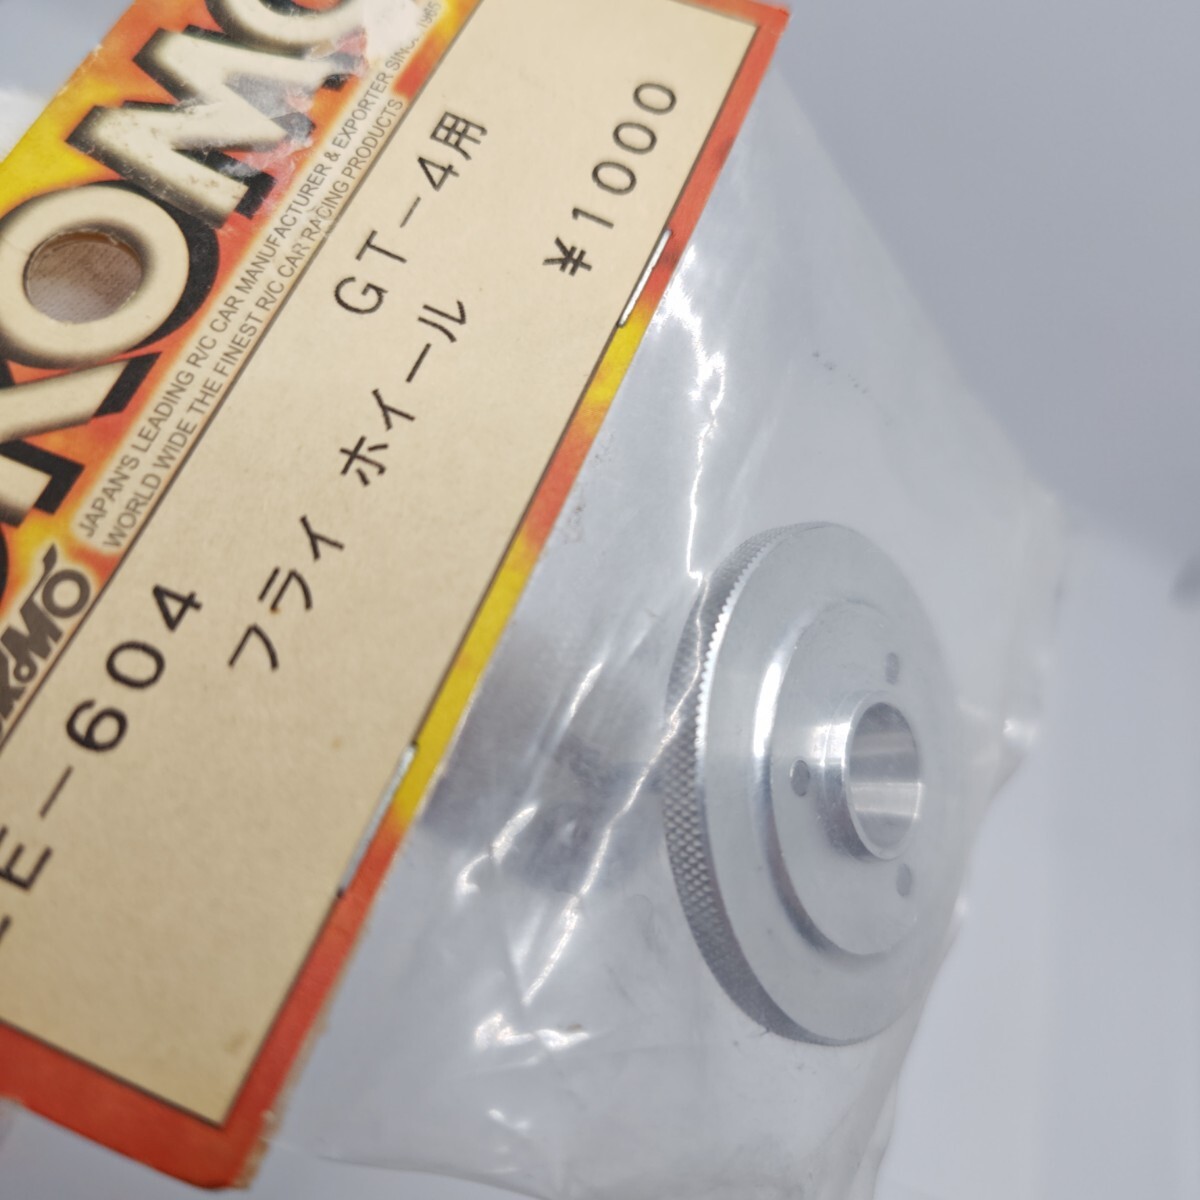 KOMO
JAPAN'S LEADING R/C CAR MANUFACTURER & EXPORTER SINCE 1965
WORLD WIDE THE FINEST R/C CAR RACING PRODUCTS
E-604
GT-4用
フライ ホイール
¥1000